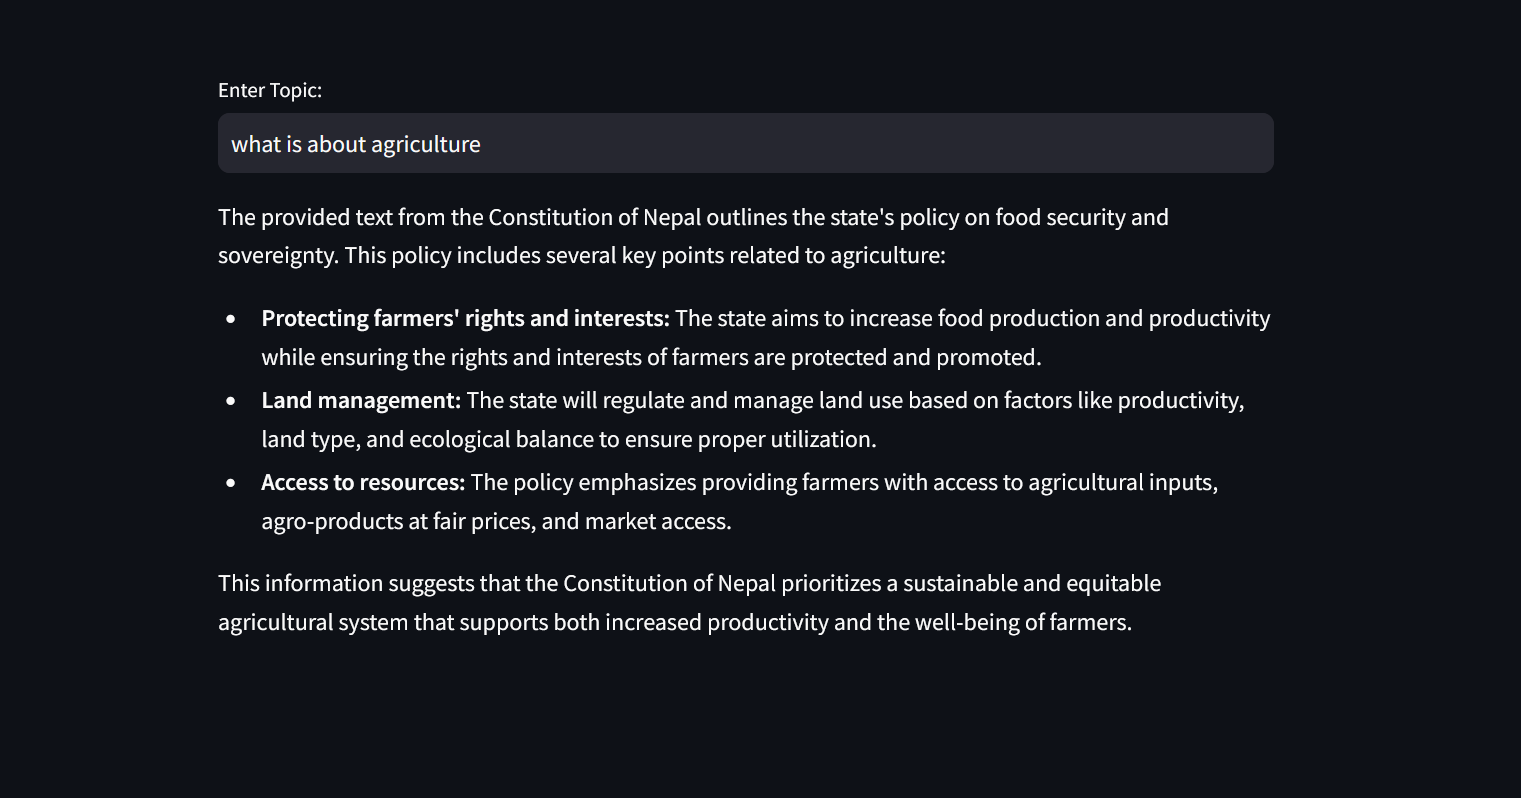 Enter Topic:
what is about agriculture
The provided text from the Constitution of Nepal outlines the state's policy on food security and
sovereignty. This policy includes several key points related to agriculture:
• Protecting farmers' rights and interests: The state aims to increase food production and productivity
while ensuring the rights and interests of farmers are protected and promoted.
• Land management: The state will regulate and manage land use based on factors like productivity,
land type, and ecological balance to ensure proper utilization.
• Access to resources: The policy emphasizes providing farmers with access to agricultural inputs,
agro-products at fair prices, and market access.
This information suggests that the Constitution of Nepal prioritizes a sustainable and equitable
agricultural system that supports both increased productivity and the well-being of farmers.